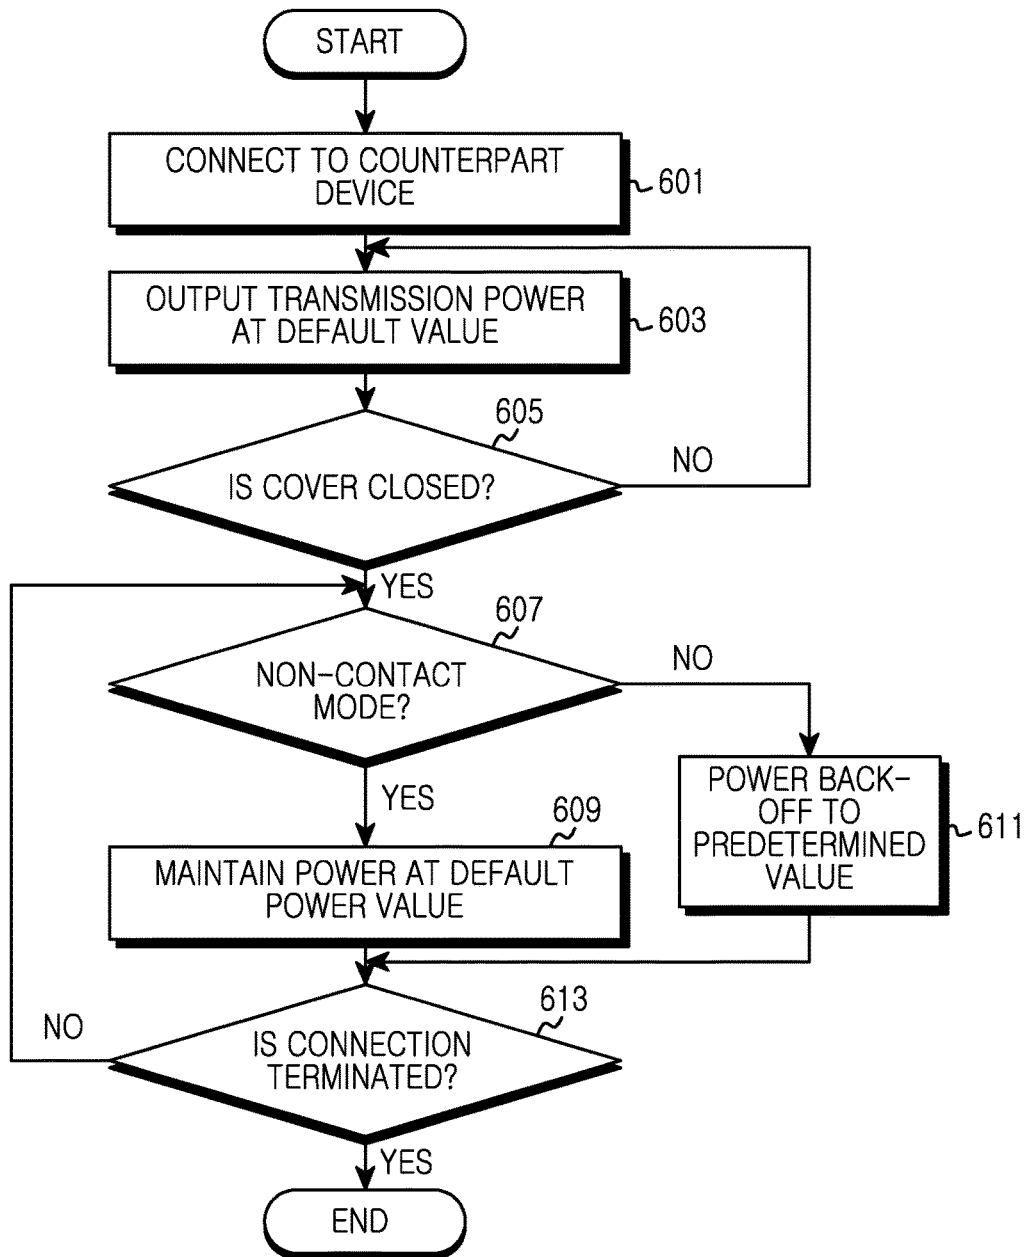 START
CONNECT TO COUNTERPART
DEVICE
601
OUTPUT TRANSMISSION POWER
AT DEFAULT VALUE
603
605
IS COVER CLOSED?
NO
YES
607
NON-CONTACT
MODE?
NO
YES
POWER BACK-
OFF TO
PREDETERMINED
VALUE
611
609
MAINTAIN POWER AT DEFAULT
POWER VALUE
613
IS CONNECTION
TERMINATED?
NO
YES
END